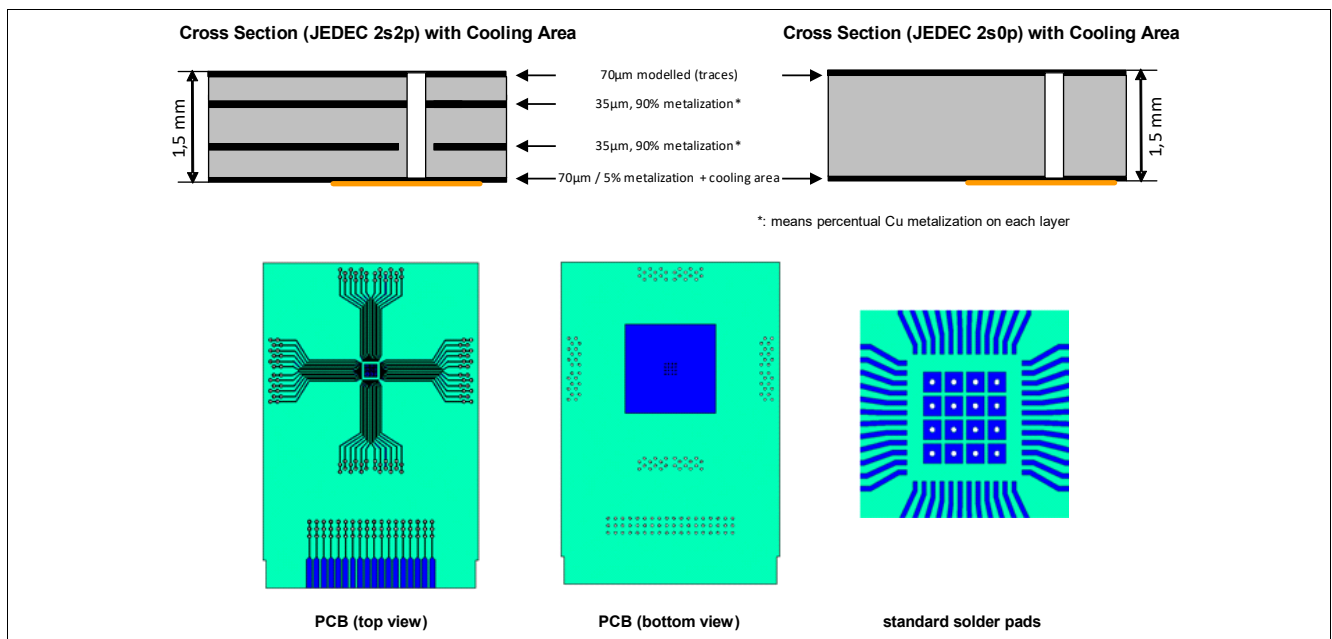 Cross Section (JEDEC 2s2p) with Cooling Area
Cross Section (JEDEC 2s0p) with Cooling Area
70µm modelled (traces)
35µm, 90% metalization*
35µm, 90% metalization*
70µm / 5% metalization + cooling area
1,5 mm
1,5 mm
*: means percentual Cu metalization on each layer
PCB (top view)
PCB (bottom view)
standard solder pads